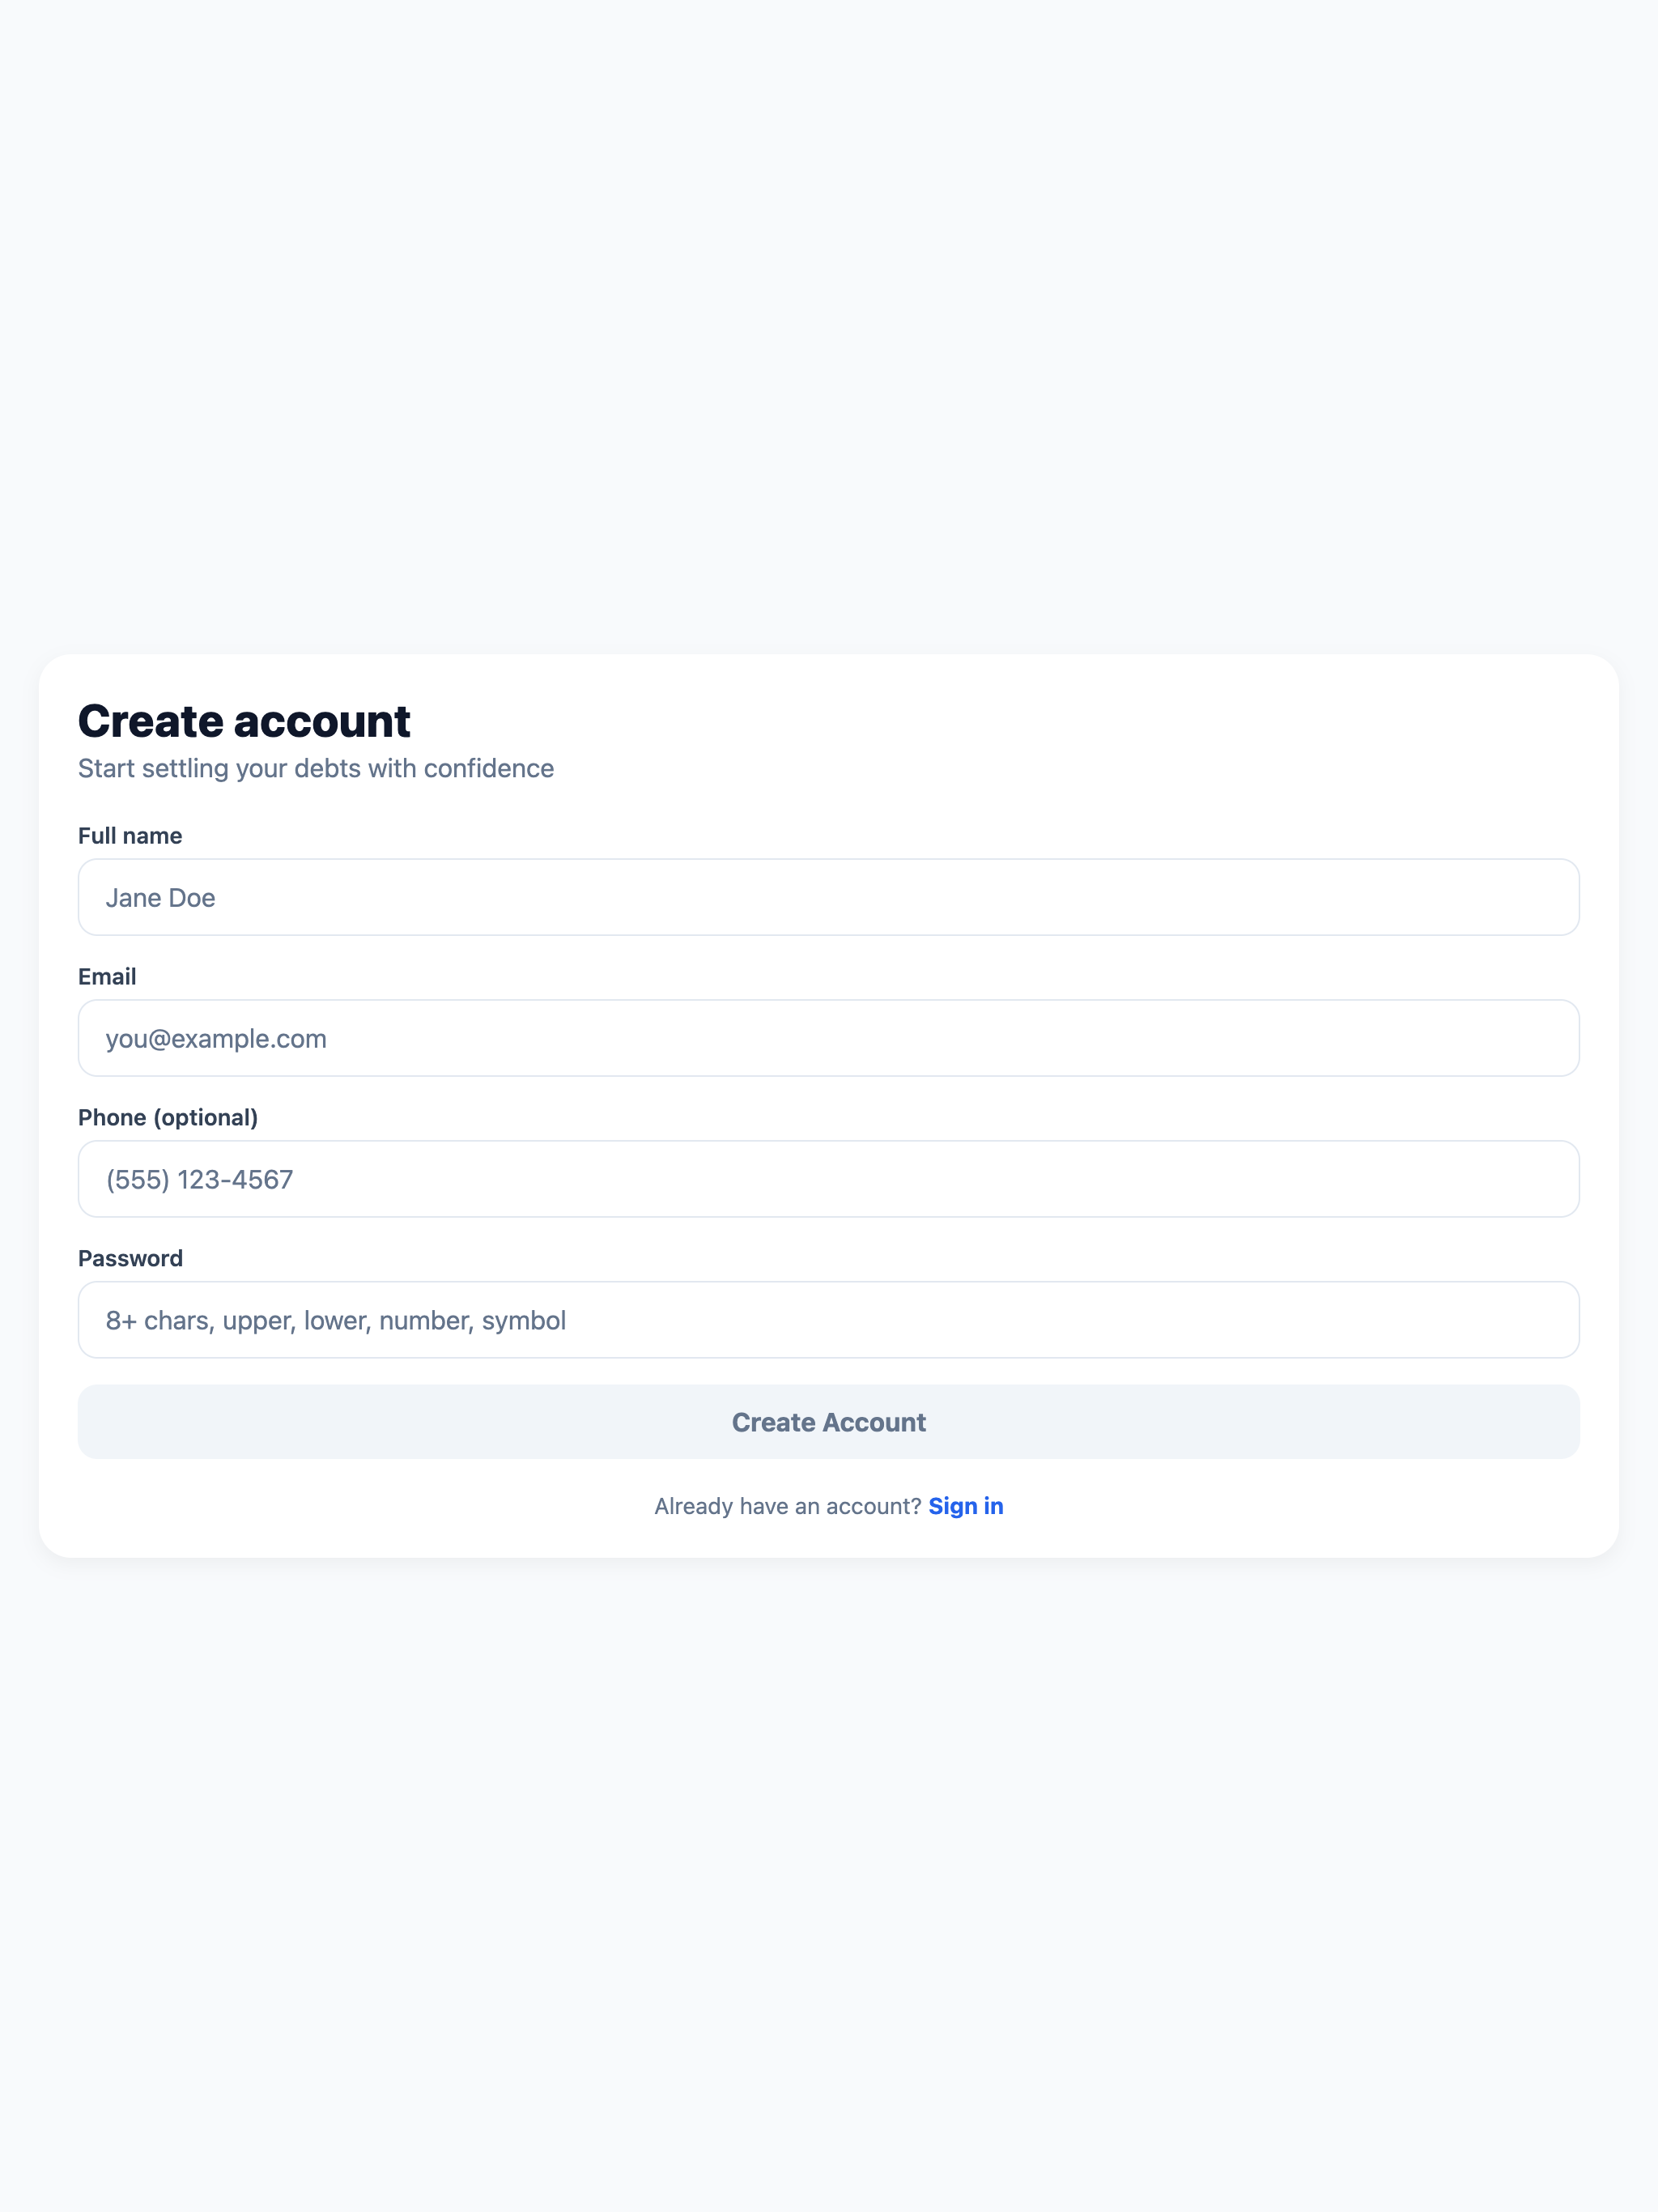 Create account
Start settling your debts with confidence
Full name
Jane Doe
Email
you@example.com
Phone (optional)
(555) 123-4567
Password
8+ chars, upper, lower, number, symbol
Create Account
Already have an account? Sign in